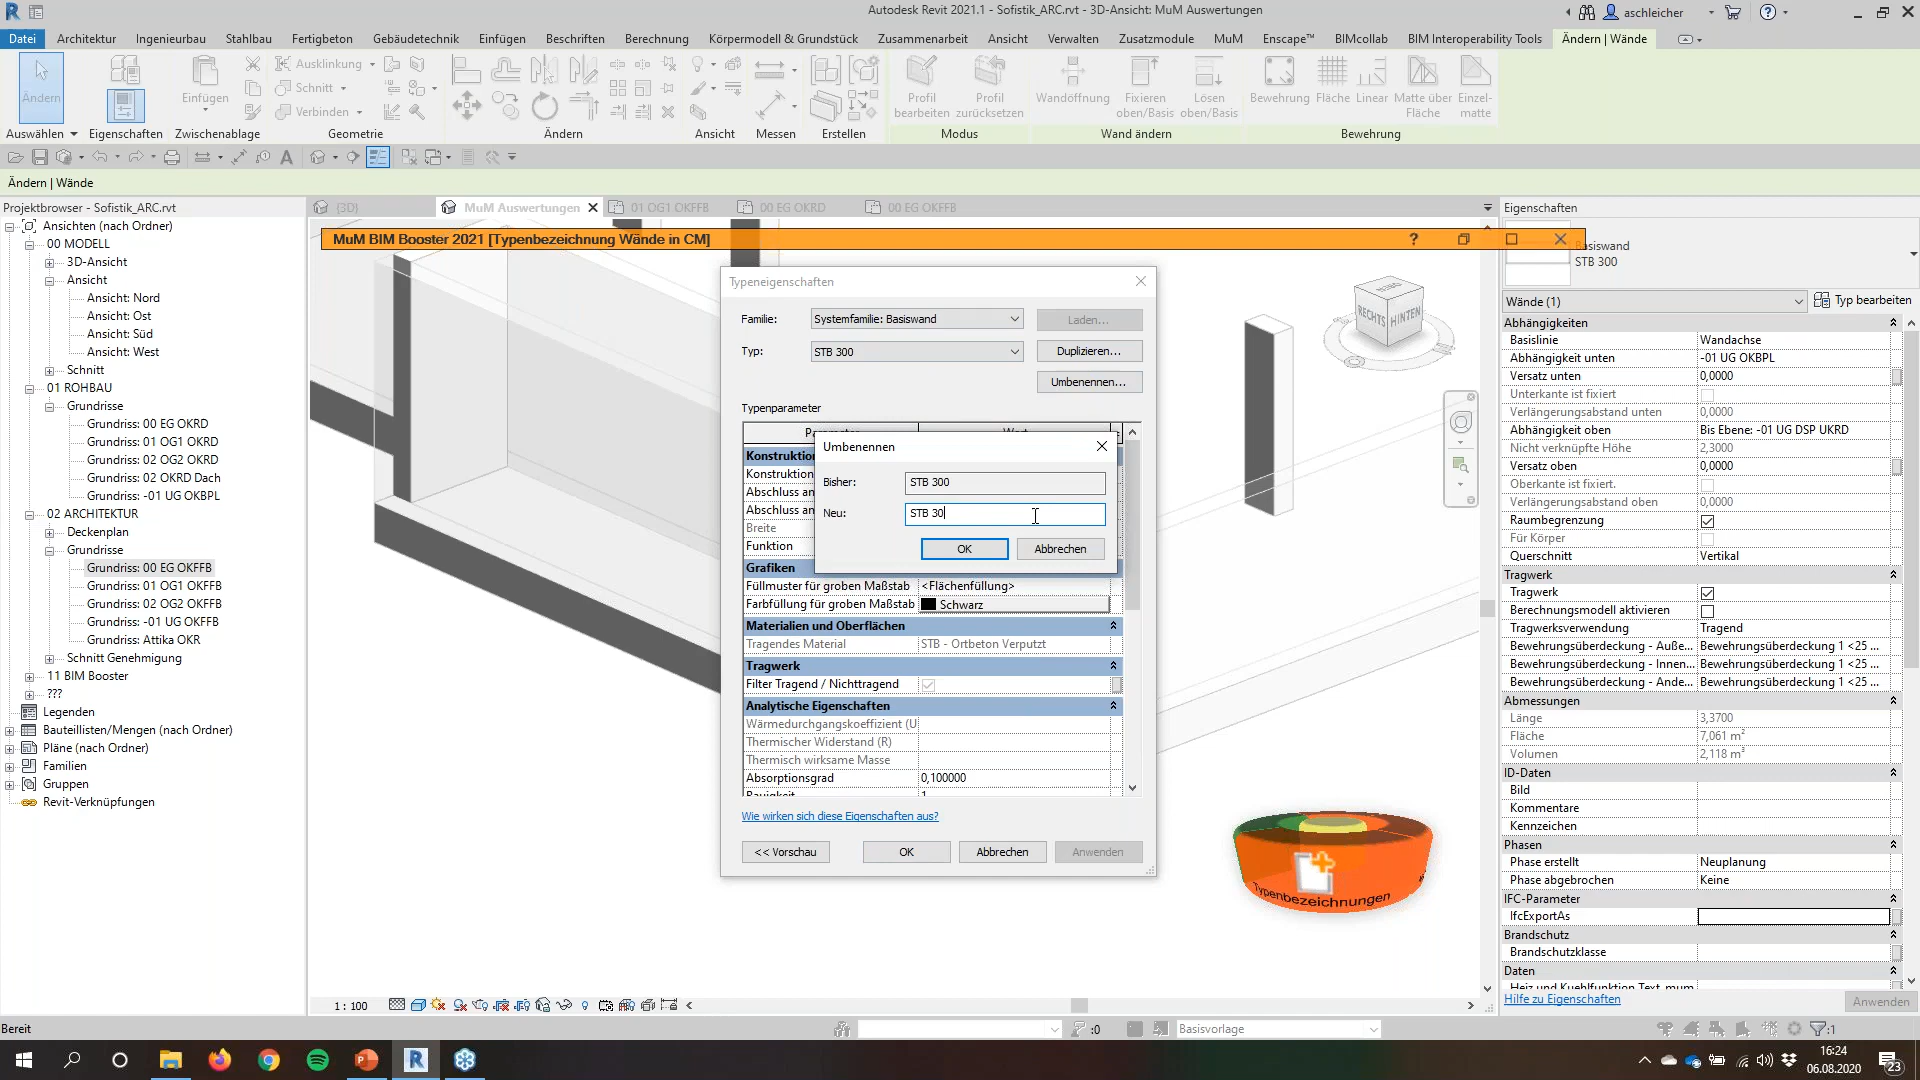 Autodesk Revit 2021.1 - Sofistik_ARC.rvt - 3D-Ansicht: MuM Auswertungen
aschleicher
Datei Architektur Ingenieurbau Stahlbau Fertigbeton Gebäudetechnik Einfügen Beschriften Berechnung Körpermodell & Grundstück Zusammenarbeit Ansicht Verwalten Zusatzmodule MuM Enscape™ BIMcollab BIM Interoperability Tools Ändern | Wände
Ändern
Einfügen
Ausklinkung
Schnitt
Verbinden
Profil bearbeiten
Profil zurücksetzen
Wandöffnung
Fixieren oben/Basis
Lösen oben/Basis
Bewehrung
Fläche
Linear
Matte über Fläche
Einzel-matte
Auswählen Eigenschaften Zwischenablage Geometrie Ändern Ansicht Messen Erstellen Modus Wand ändern Bewehrung
Ändern | Wände
Projektbrowser - Sofistik_ARC.rvt
Ansichten (nach Ordner)
00 MODELL
3D-Ansicht
Ansicht
Ansicht: Nord
Ansicht: Ost
Ansicht: Süd
Ansicht: West
Schnitt
01 ROHBAU
Grundrisse
Grundriss: 00 EG OKRD
Grundriss: 01 OG1 OKRD
Grundriss: 02 OG2 OKRD
Grundriss: 02 OKRD Dach
Grundriss: -01 UG OKBPL
02 ARCHITEKTUR
Deckenplan
Grundrisse
Grundriss: 00 EG OKFFB
Grundriss: 01 OG1 OKFFB
Grundriss: 02 OG2 OKFFB
Grundriss: -01 UG OKFFB
Grundriss: Attika OKR
Schnitt Genehmigung
11 BIM Booster
???
Legenden
Bauteillisten/Mengen (nach Ordner)
Pläne (nach Ordner)
Familien
Gruppen
Revit-Verknüpfungen
{3D}
MuM Auswertungen
01 OG1 OKFFB
00 EG OKRD
00 EG OKFFB
MuM BIM Booster 2021 [Typenbezeichnung Wände in CM]
?
RECHTS
HINTEN
Typeneigenschaften
Familie:
Systemfamilie: Basiswand
Laden...
Typ:
STB 300
Duplizieren...
Umbenennen...
Typenparameter
Konstruktion
Konstruktion
Abschluss an
Abschluss an
Breite
Funktion
Umbenennen
Bisher:
STB 300
Neu:
STB 30
OK
Abbrechen
Grafiken
Füllmuster für groben Maßstab
<Flächenfüllung>
Farbfüllung für groben Maßstab
Schwarz
Materialien und Oberflächen
Tragendes Material
STB - Ortbeton Verputzt
Tragwerk
Filter Tragend / Nichttragend
Analytische Eigenschaften
Wärmedurchgangskoeffizient (U
Thermischer Widerstand (R)
Thermisch wirksame Masse
Absorptionsgrad
0,100000
Wie wirken sich diese Eigenschaften aus?
<< Vorschau
OK
Abbrechen
Anwenden
Typenbezeichnungen
Eigenschaften
Basiswand
STB 300
Wände (1)
Typ bearbeiten
Abhängigkeiten
Basislinie Wandachse
Abhängigkeit unten -01 UG OKBPL
Versatz unten 0,0000
Unterkante ist fixiert
Verlängerungsabstand unten 0,0000
Abhängigkeit oben Bis Ebene: -01 UG DSP UKRD
Nicht verknüpfte Höhe 2,3000
Versatz oben 0,0000
Oberkante ist fixiert.
Verlängerungsabstand oben 0,0000
Raumbegrenzung
Für Körper
Querschnitt Vertikal
Tragwerk
Tragwerk
Berechnungsmodell aktivieren
Tragwerksverwendung Tragend
Bewehrungsüberdeckung - Auße... Bewehrungsüberdeckung 1 <25 ...
Bewehrungsüberdeckung - Innen... Bewehrungsüberdeckung 1 <25 ...
Bewehrungsüberdeckung - Ande... Bewehrungsüberdeckung 1 <25 ...
Abmessungen
Länge 3,3700
Fläche 7,061 m²
Volumen 2,118 m³
ID-Daten
Bild
Kommentare
Kennzeichen
Phasen
Phase erstellt Neuplanung
Phase abgebrochen Keine
IFC-Parameter
IfcExportAs
Brandschutz
Brandschutzklasse
Daten
Heiz und Kuehlfunktion Text, mum
Hilfe zu Eigenschaften
Anwenden
1 : 100
Bereit
:0
Basisvorlage
:1
16:24
06.08.2020
23